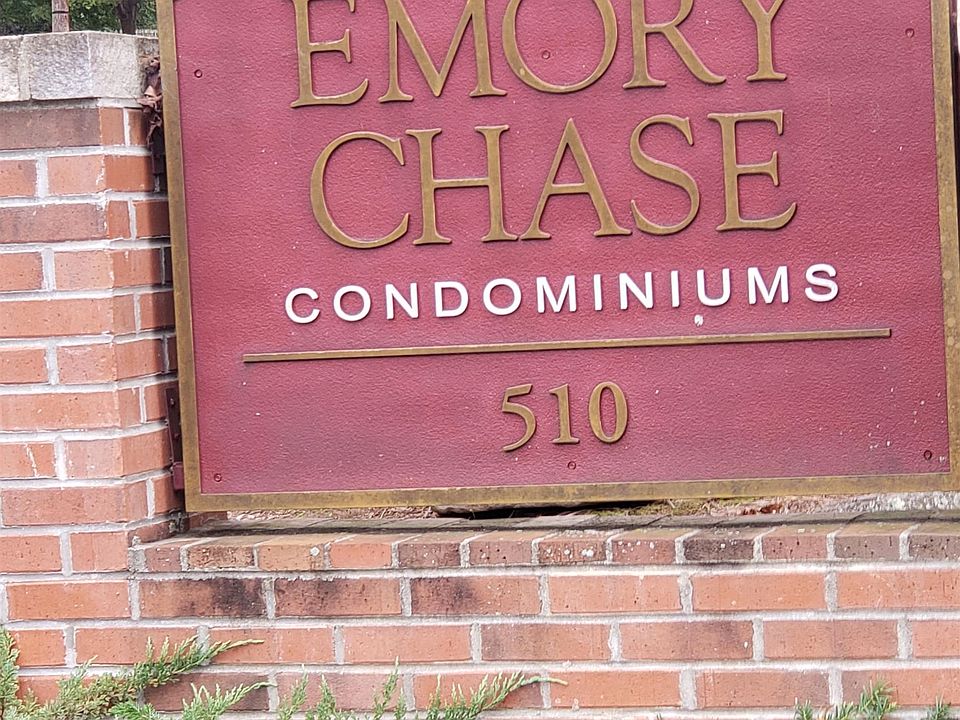 EMORY
CHASE
CONDOMINIUMS
510